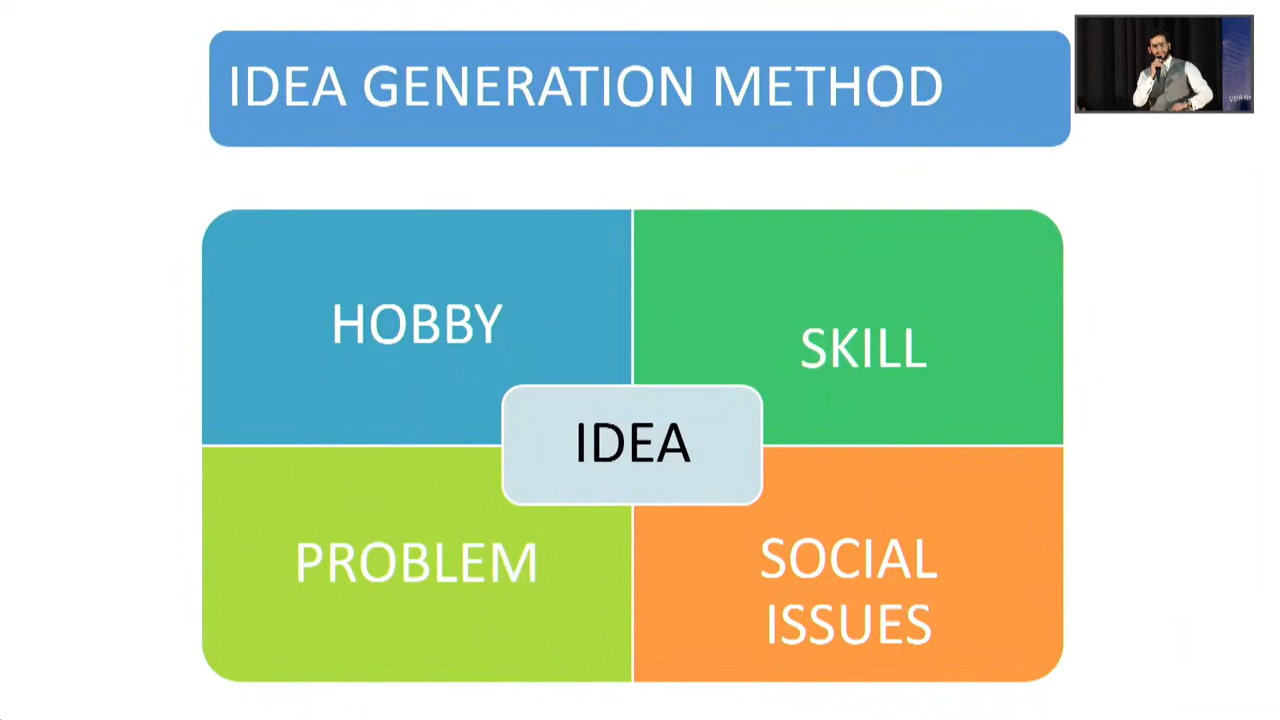 IDEA GENERATION METHOD
HOBBY
SKILL
IDEA
PROBLEM
SOCIAL
ISSUES